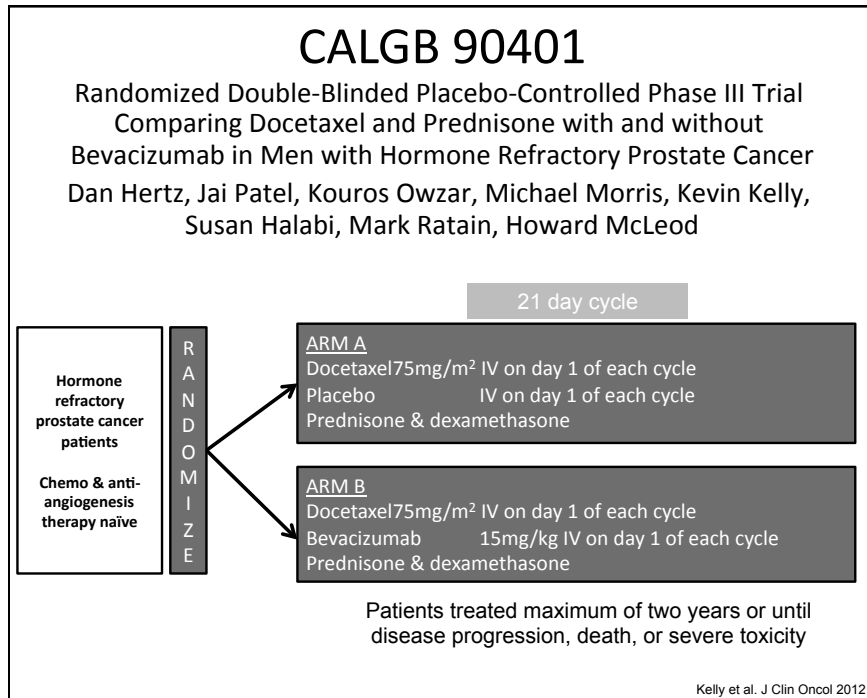 CALGB 90401
Randomized Double-Blinded Placebo-Controlled Phase III Trial
Comparing Docetaxel and Prednisone with and without
Bevacizumab in Men with Hormone Refractory Prostate Cancer
Dan Hertz, Jai Patel, Kouros Owzar, Michael Morris, Kevin Kelly,
Susan Halabi, Mark Ratain, Howard McLeod
21 day cycle
Hormone
refractory
prostate cancer
patients
Chemo & anti-
angiogenesis
therapy naïve
R
A
N
D
O
M
I
Z
E
ARM A
Docetaxel75mg/m² IV on day 1 of each cycle
Placebo IV on day 1 of each cycle
Prednisone & dexamethasone
ARM B
Docetaxel75mg/m² IV on day 1 of each cycle
Bevacizumab 15mg/kg IV on day 1 of each cycle
Prednisone & dexamethasone
Patients treated maximum of two years or until
disease progression, death, or severe toxicity
Kelly et al. J Clin Oncol 2012